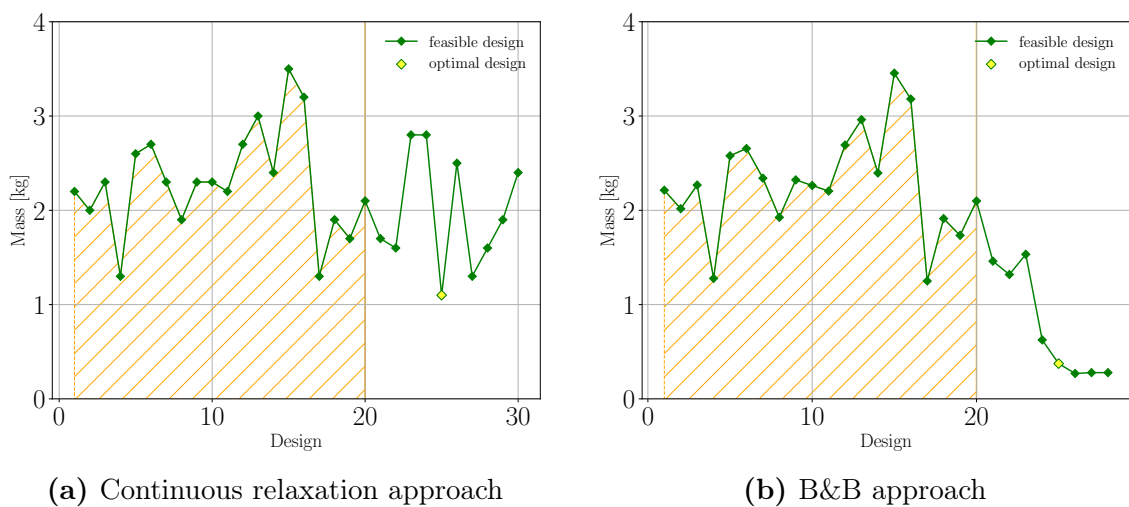 4
3
2
1
0
Mass [kg]
0
10
20
30
Design
feasible design
optimal design
(a) Continuous relaxation approach
4
3
2
1
0
Mass [kg]
0
10
20
Design
feasible design
optimal design
(b) B&B approach